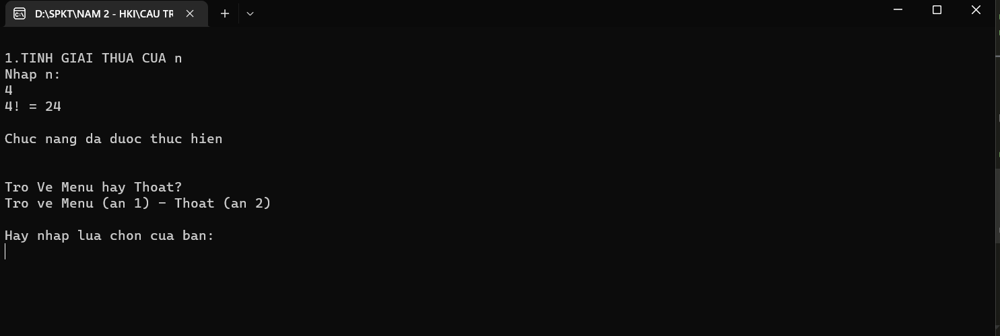 D:\SPKT\NAM 2 - HKI\CAU TR
1.TINH GIAI THUA CUA n
Nhap n:
4
4! = 24
Chuc nang da duoc thuc hien
Tro Ve Menu hay Thoat?
Tro ve Menu (an 1) - Thoat (an 2)
Hay nhap lua chon cua ban: